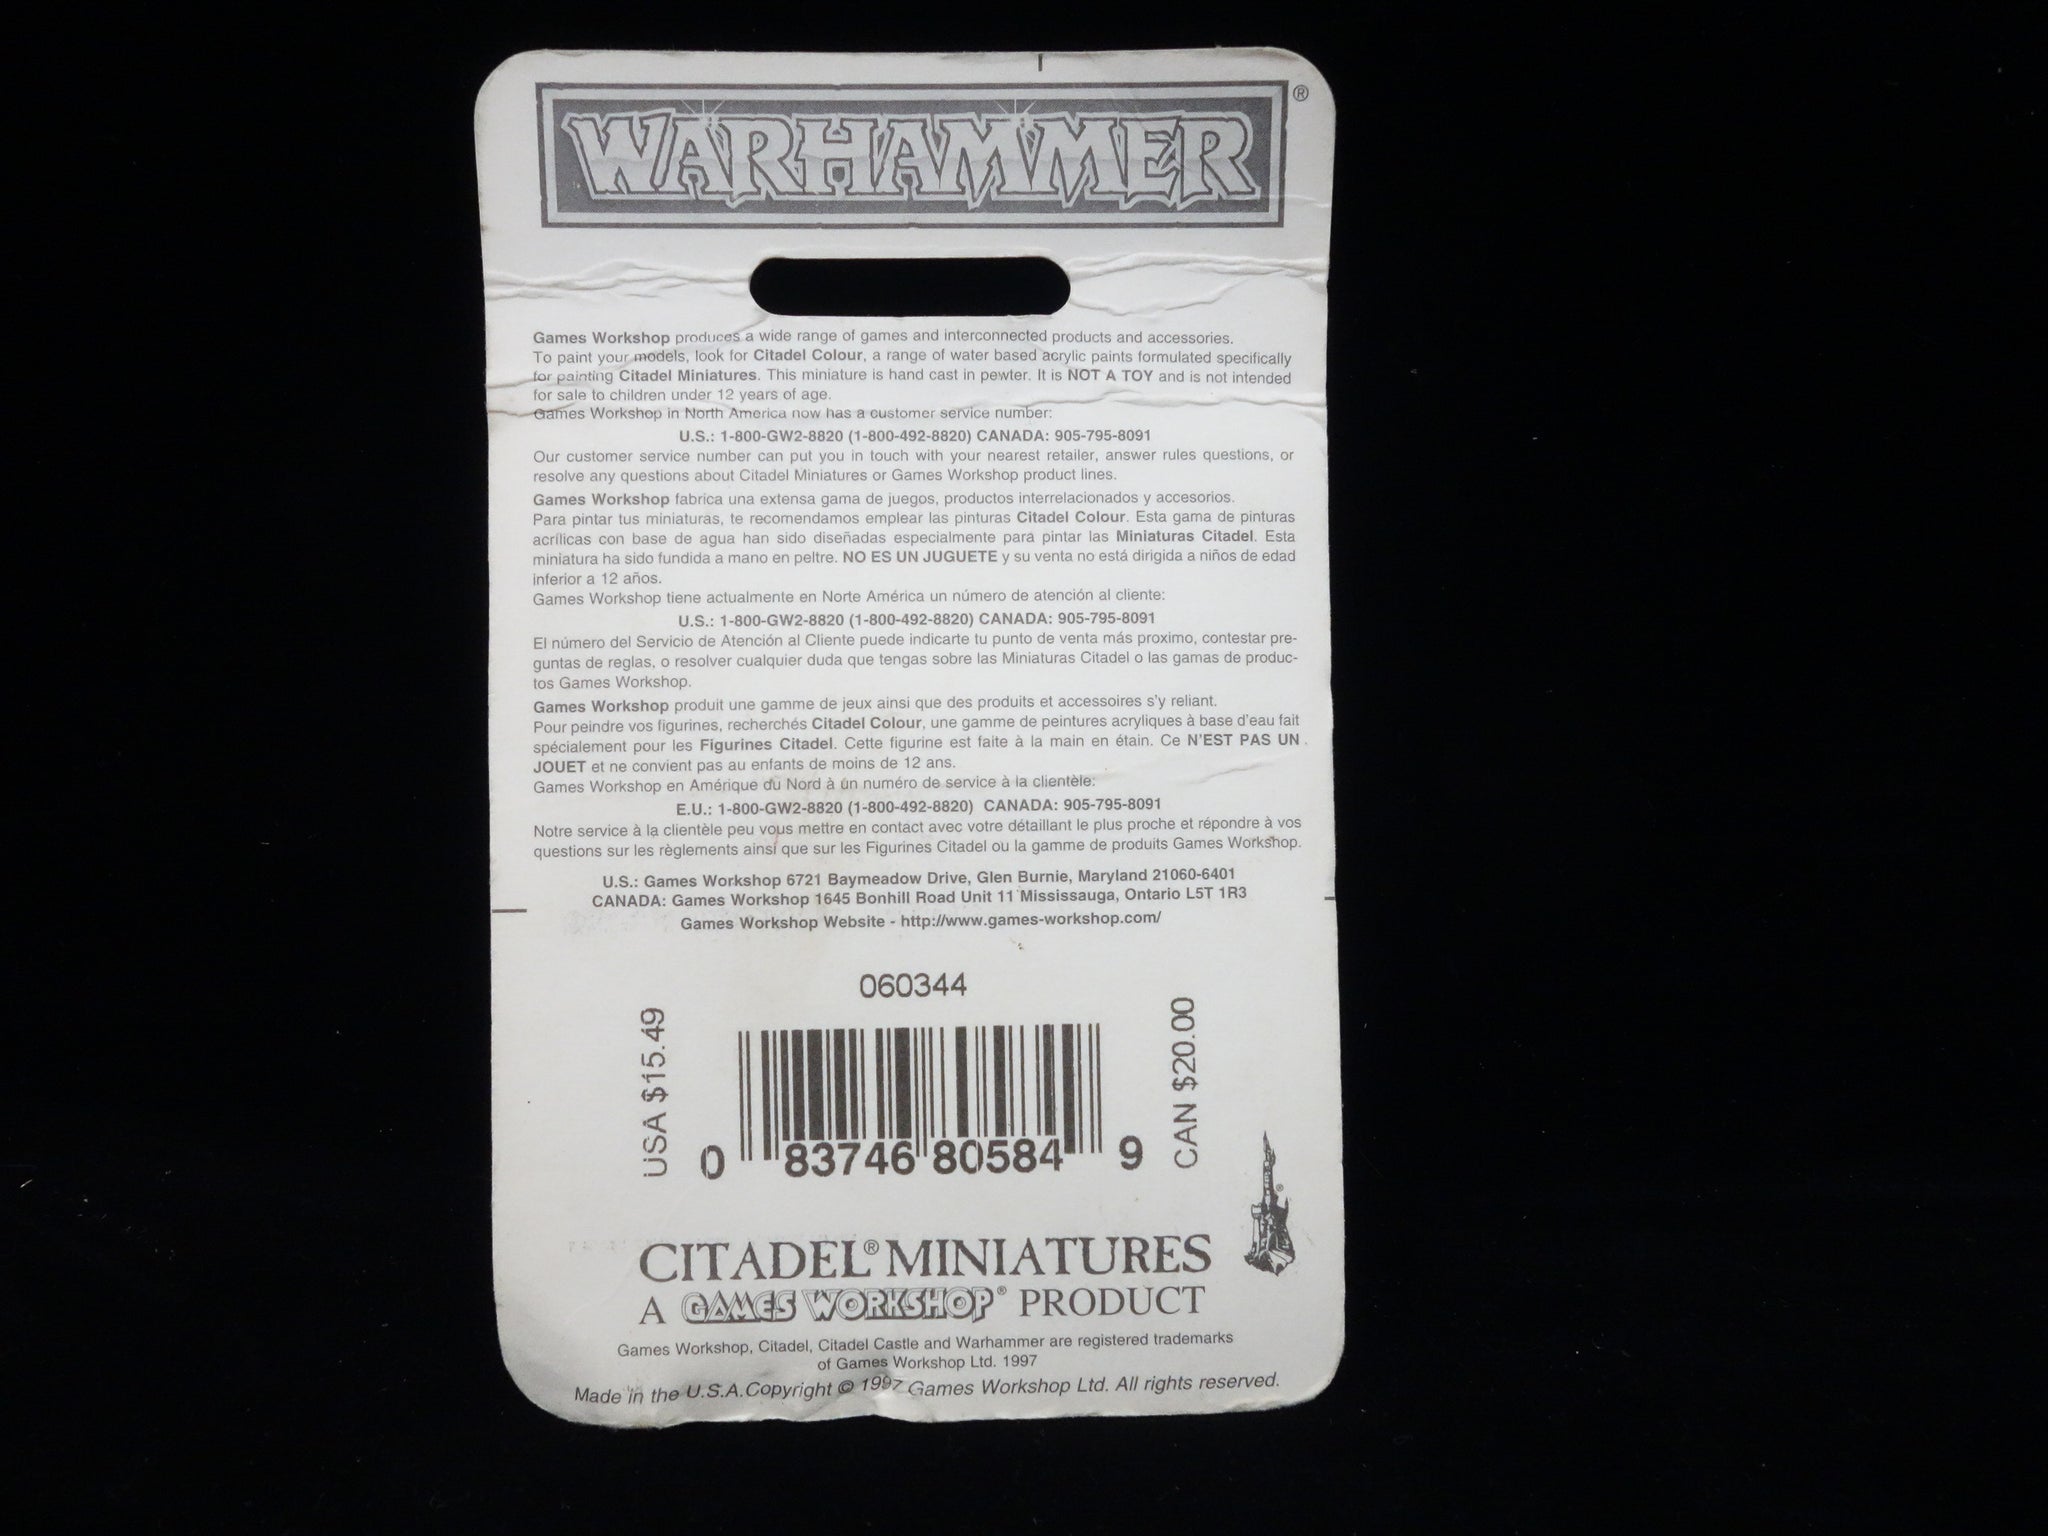 WARHAMMER®
Games Workshop produces a wide range of games and interconnected products and accessories.
To paint your models, look for Citadel Colour, a range of water based acrylic paints formulated specifically
for painting Citadel Miniatures. This miniature is hand cast in pewter. It is NOT A TOY and is not intended
for sale to children under 12 years of age.
Games Workshop in North America now has a customer service number:
U.S.: 1-800-GW2-8820 (1-800-492-8820) CANADA: 905-795-8091
Our customer service number can put you in touch with your nearest retailer, answer rules questions, or
resolve any questions about Citadel Miniatures or Games Workshop product lines.
Games Workshop fabrica una extensa gama de juegos, productos interrelacionados y accesorios.
Para pintar tus miniaturas, te recomendamos emplear las pinturas Citadel Colour. Esta gama de pinturas
acrílicas con base de agua han sido diseñadas especialmente para pintar las Miniaturas Citadel. Esta
miniatura ha sido fundida a mano en peltre. NO ES UN JUGUETE y su venta no está dirigida a niños de edad
inferior a 12 años.
Games Workshop tiene actualmente en Norte América un número de atención al cliente:
U.S.: 1-800-GW2-8820 (1-800-492-8820) CANADA: 905-795-8091
El número del Servicio de Atención al Cliente puede indicarte tu punto de venta más proximo, contestar pre-
guntas de reglas, o resolver cualquier duda que tengas sobre las Miniaturas Citadel o las gamas de produc-
tos Games Workshop.
Games Workshop produit une gamme de jeux ainsi que des produits et accessoires s'y reliant.
Pour peindre vos figurines, recherchés Citadel Colour, une gamme de peintures acryliques à base d'eau fait
spécialement pour les Figurines Citadel. Cette figurine est faite à la main en étain. Ce N'EST PAS UN
JOUET et ne convient pas au enfants de moins de 12 ans.
Games Workshop en Amérique du Nord à un numéro de service à la clientèle:
E.U.: 1-800-GW2-8820 (1-800-492-8820) CANADA: 905-795-8091
Notre service à la clientèle peu vous mettre en contact avec votre détaillant le plus proche et répondre à vos
questions sur les règlements ainsi que sur les Figurines Citadel ou la gamme de produits Games Workshop.
U.S.: Games Workshop 6721 Baymeadow Drive, Glen Burnie, Maryland 21060-6401
CANADA: Games Workshop 1645 Bonhill Road Unit 11 Mississauga, Ontario L5T 1R3
Games Workshop Website - http://www.games-workshop.com/
060344
USA $15.49
0 83746 80584 9
CAN $20.00
CITADEL® MINIATURES
A GAMES WORKSHOP® PRODUCT
Games Workshop, Citadel, Citadel Castle and Warhammer are registered trademarks
of Games Workshop Ltd. 1997
Made in the U.S.A. Copyright © 1997 Games Workshop Ltd. All rights reserved.